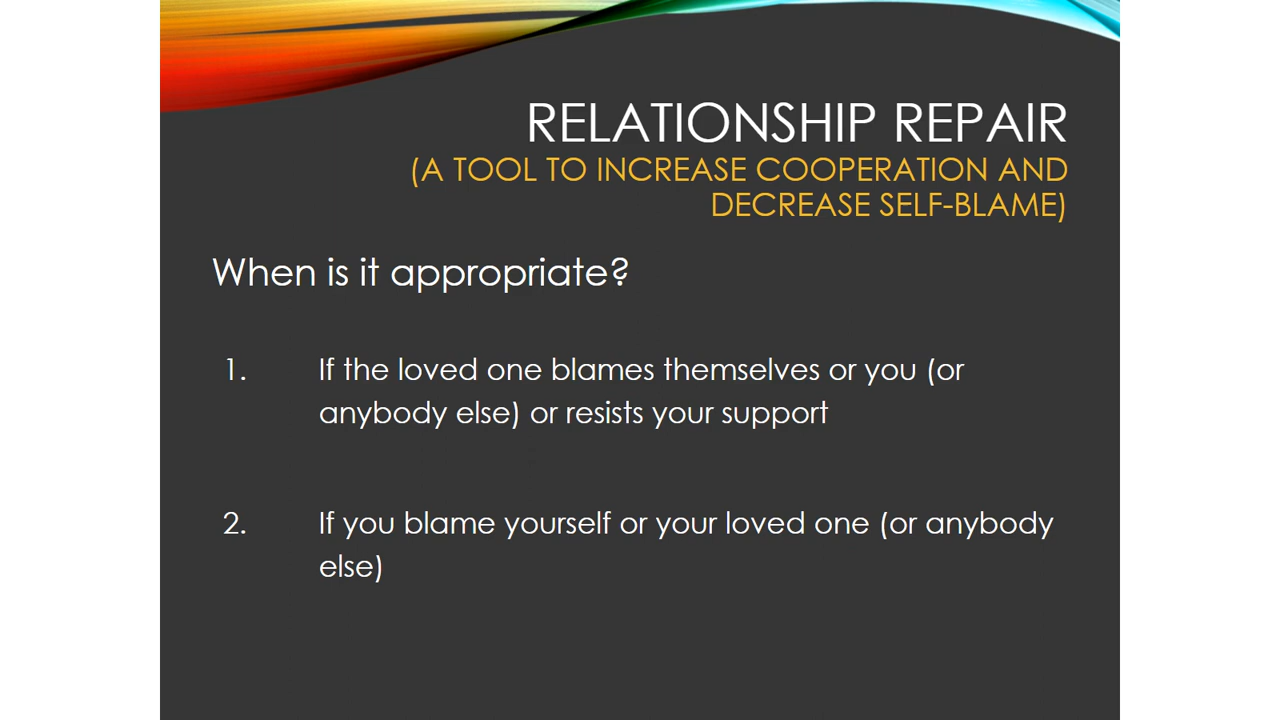 RELATIONSHIP REPAIR
(A TOOL TO INCREASE COOPERATION AND
DECREASE SELF-BLAME)
When is it appropriate?
1. If the loved one blames themselves or you (or
anybody else) or resists your support
2. If you blame yourself or your loved one (or anybody
else)